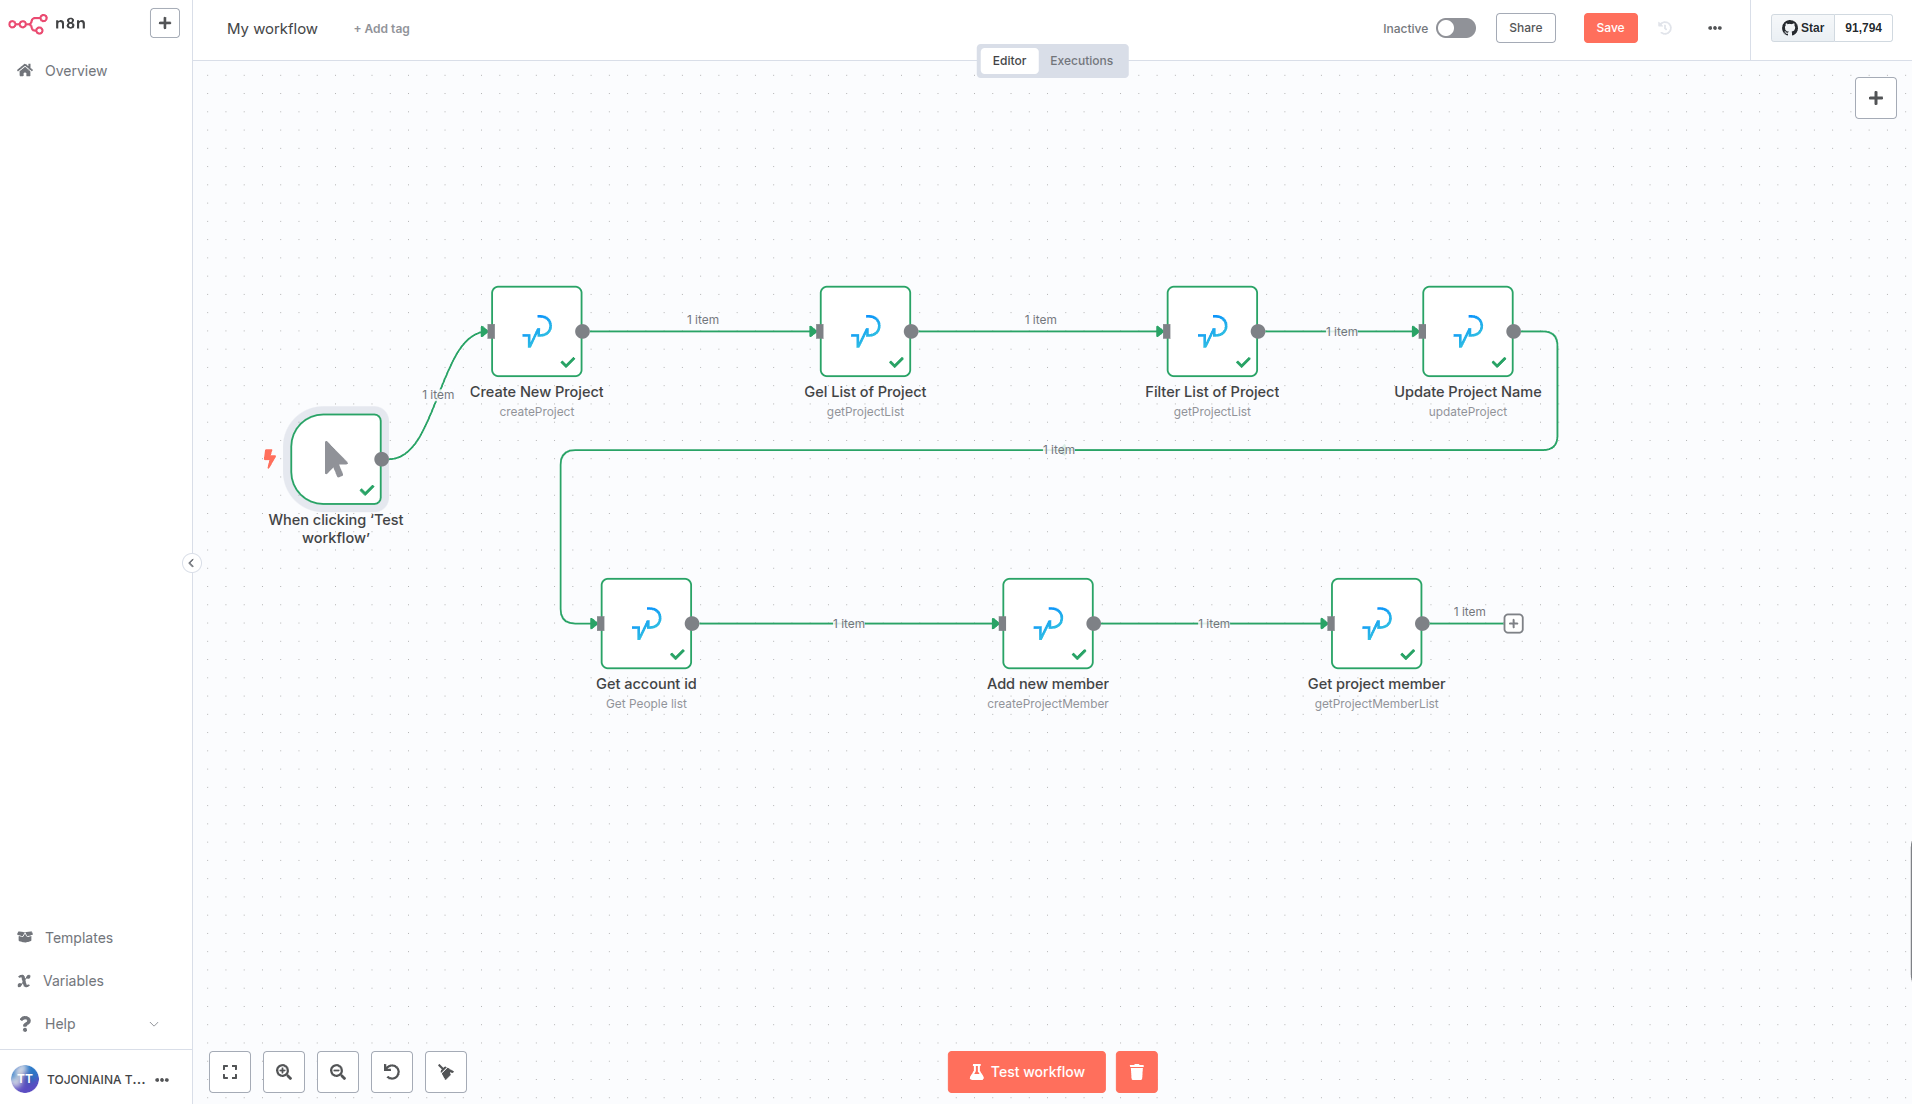 n8n
My workflow
+ Add tag
Inactive
Share
Save
Star
91,794
Editor
Executions
Overview
1 item
1 item
1 item
1 item
Create New Project
createProject
Gel List of Project
getProjectList
Filter List of Project
getProjectList
Update Project Name
updateProject
1 item
When clicking ‘Test
workflow’
1 item
1 item
1 item
Get account id
Get People list
Add new member
createProjectMember
Get project member
getProjectMemberList
Templates
Variables
Help
TT
TOJONIAINA T...
Test workflow